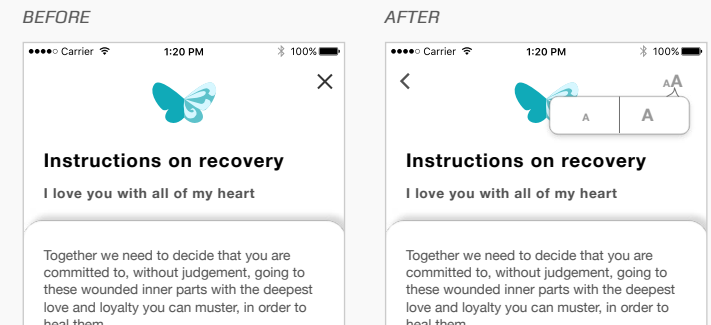 BEFORE
Carrier 1:20 PM 100%
Instructions on recovery
I love you with all of my heart
Together we need to decide that you are
committed to, without judgement, going to
these wounded inner parts with the deepest
love and loyalty you can muster, in order to
heal them
AFTER
Carrier 1:20 PM 100%
AA
A A
Instructions on recovery
I love you with all of my heart
Together we need to decide that you are
committed to, without judgement, going to
these wounded inner parts with the deepest
love and loyalty you can muster, in order to
heal them